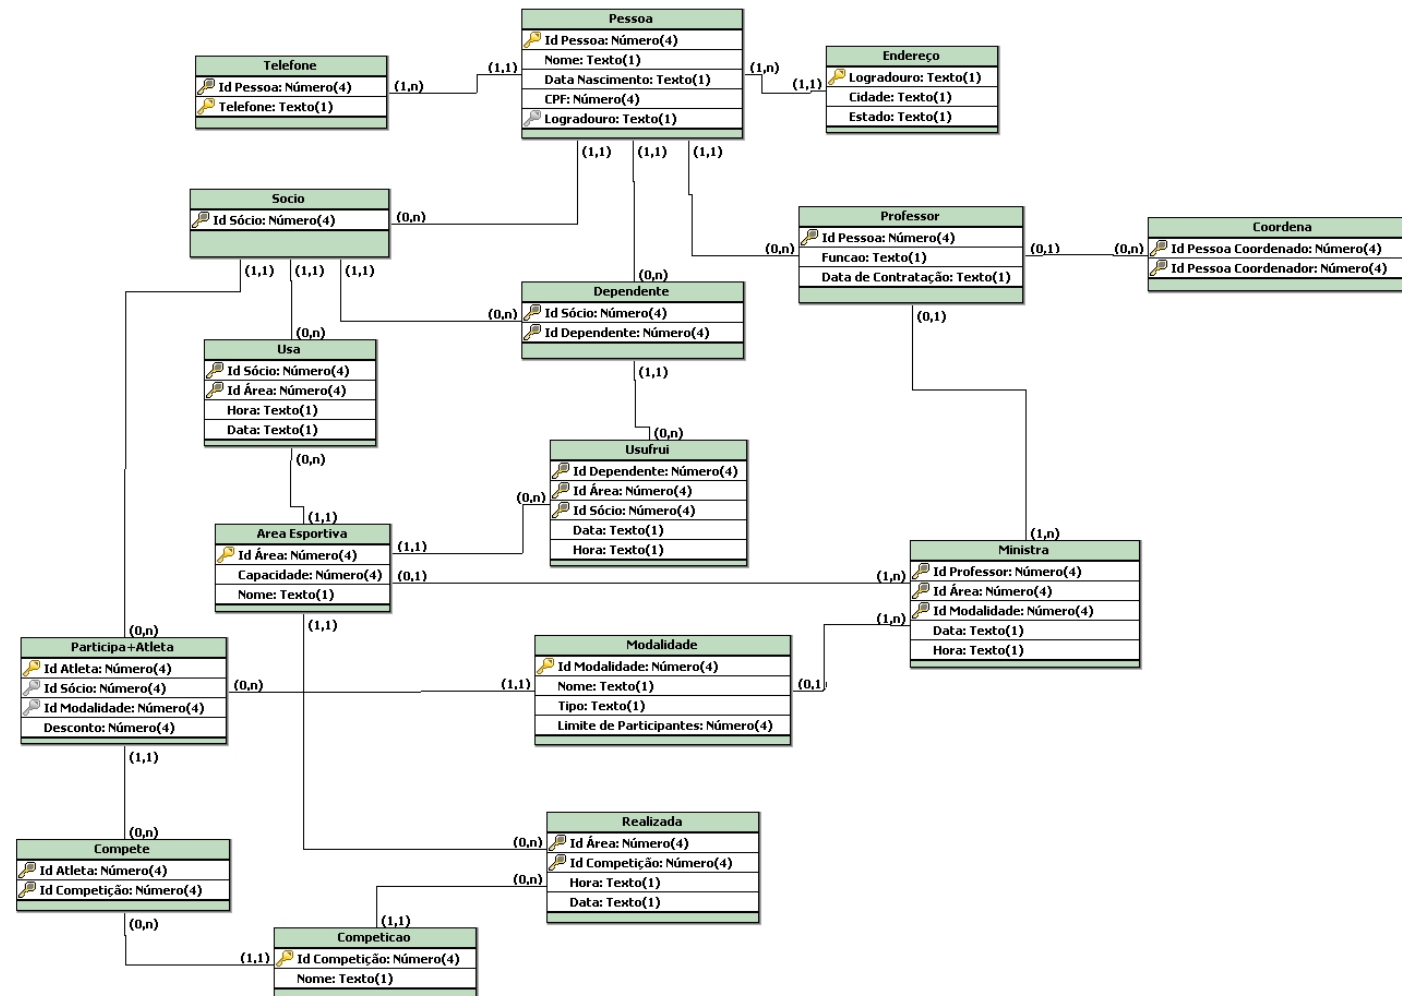 Pessoa
Id Pessoa: Número(4)
Nome: Texto(1)
Data Nascimento: Texto(1)
CPF: Número(4)
Logradouro: Texto(1)
Telefone
Id Pessoa: Número(4)
Telefone: Texto(1)
(1,n)
(1,1)
(1,n)
(1,1)
Endereço
Logradouro: Texto(1)
Cidade: Texto(1)
Estado: Texto(1)
(1,1)
(1,1)
(1,1)
Socio
Id Sócio: Número(4)
(0,n)
(1,1)
(1,1)
(1,1)
Professor
Id Pessoa: Número(4)
Funcao: Texto(1)
Data de Contratação: Texto(1)
(0,n)
(0,1)
(0,n)
(0,1)
Coordena
Id Pessoa Coordenado: Número(4)
Id Pessoa Coordenador: Número(4)
(0,n)
Dependente
Id Sócio: Número(4)
Id Dependente: Número(4)
(0,n)
(1,1)
(0,n)
Usa
Id Sócio: Número(4)
Id Área: Número(4)
Hora: Texto(1)
Data: Texto(1)
(0,n)
(0,n)
Usufrui
Id Dependente: Número(4)
Id Área: Número(4)
Id Sócio: Número(4)
Data: Texto(1)
Hora: Texto(1)
(0,n)
(1,1)
Area Esportiva
Id Área: Número(4)
Capacidade: Número(4)
Nome: Texto(1)
(1,1)
(0,1)
(1,1)
(1,n)
Ministra
Id Professor: Número(4)
Id Área: Número(4)
Id Modalidade: Número(4)
Data: Texto(1)
Hora: Texto(1)
(1,n)
(1,n)
(0,n)
Participa+Atleta
Id Atleta: Número(4)
Id Sócio: Número(4)
Id Modalidade: Número(4)
Desconto: Número(4)
(0,n)
(1,1)
(1,1)
Modalidade
Id Modalidade: Número(4)
Nome: Texto(1)
Tipo: Texto(1)
Limite de Participantes: Número(4)
(0,1)
(0,n)
Compete
Id Atleta: Número(4)
Id Competição: Número(4)
(0,n)
Realizada
Id Área: Número(4)
Id Competição: Número(4)
Hora: Texto(1)
Data: Texto(1)
(0,n)
(0,n)
(1,1)
(1,1)
Competicao
Id Competição: Número(4)
Nome: Texto(1)